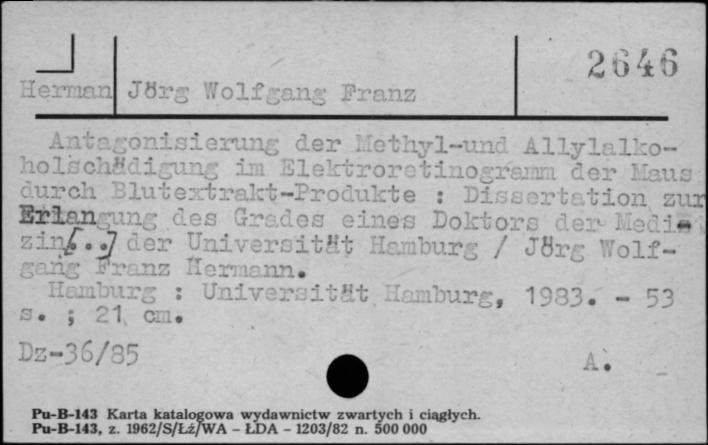 2646
Herman Jörg Wolfgang Franz
Antagonisierung der Methyl-und Allylalko-
holschädigung im Elektroretinogramm der Maus
durch Blutextrakt-Produkte : Dissertation zur
Erlangung des Grades eines Doktors der Medi-
zin[...] der Universität Hamburg / Jörg Wolf-
gang Franz Hermann.
Hamburg : Universität Hamburg, 1983. - 53
s. ; 21 cm.
Dz-36/85
A.
Pu-B-143 Karta katalogowa wydawnictw zwartych i ciągłych.
Pu-B-143, z. 1962/S/Łź/WA - ŁDA - 1203/82 n. 500 000